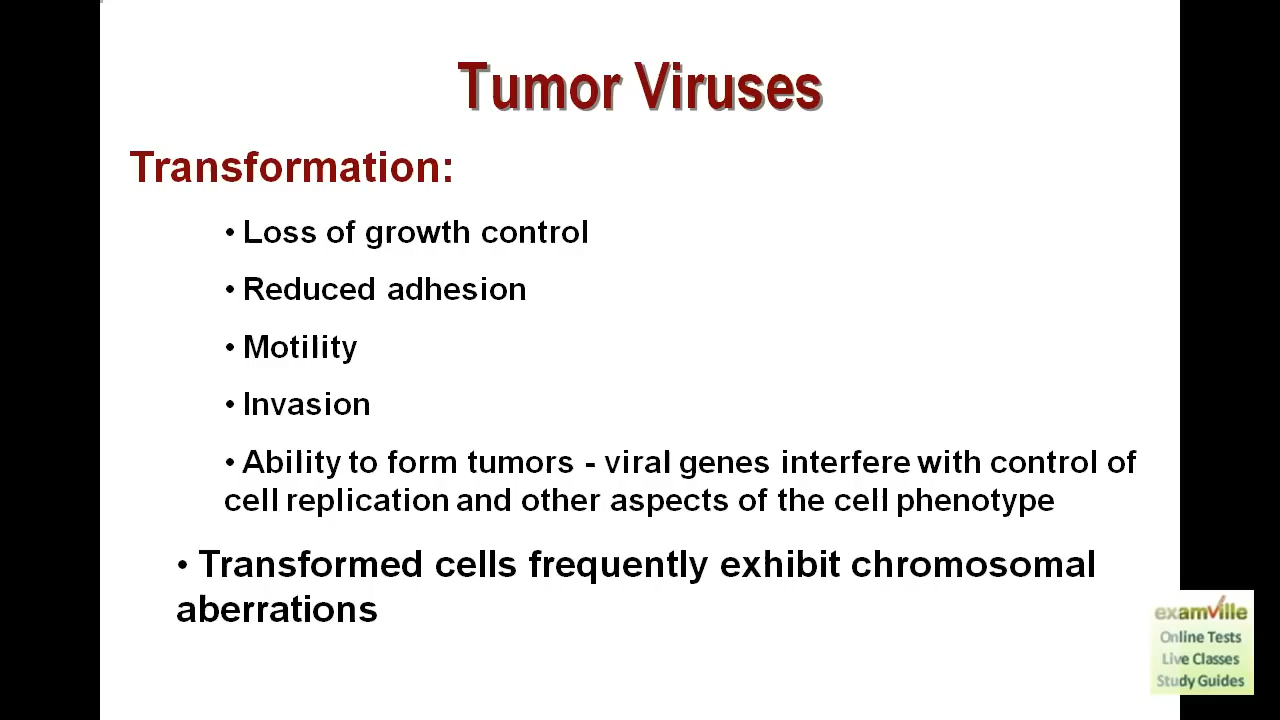 Tumor Viruses
Transformation:
• Loss of growth control
• Reduced adhesion
• Motility
• Invasion
• Ability to form tumors - viral genes interfere with control of
cell replication and other aspects of the cell phenotype
• Transformed cells frequently exhibit chromosomal
aberrations
examville
Online Tests
Live Classes
Study Guides